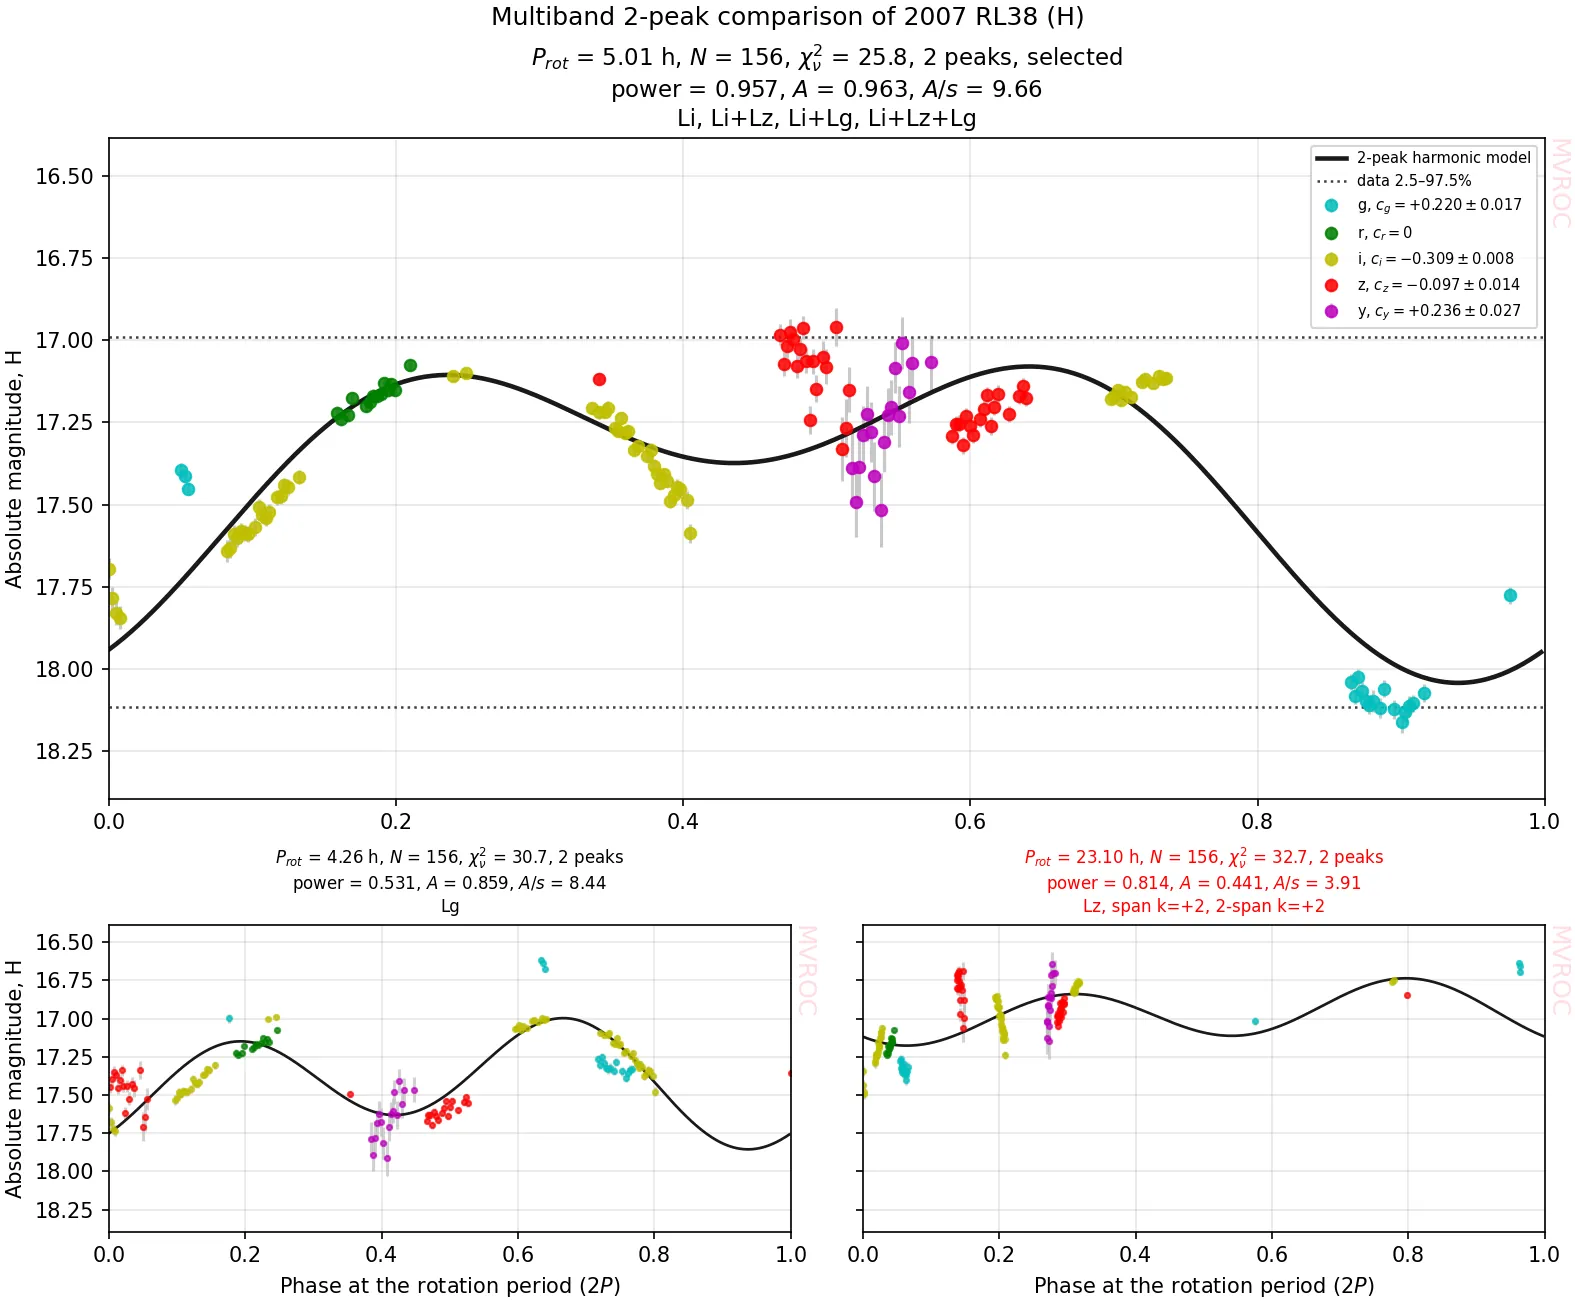 Multiband 2-peak comparison of 2007 RL38 (H)
P_rot = 5.01 h, N = 156, χ²_ν = 25.8, 2 peaks, selected
power = 0.957, A = 0.963, A/s = 9.66
Li, Li+Lz, Li+Lg, Li+Lz+Lg
MVROC
2-peak harmonic model
data 2.5–97.5%
g, c_g = +0.220 ± 0.017
r, c_r = 0
i, c_i = −0.309 ± 0.008
z, c_z = −0.097 ± 0.014
y, c_y = +0.236 ± 0.027
Absolute magnitude, H
16.50
16.75
17.00
17.25
17.50
17.75
18.00
18.25
0.0 0.2 0.4 0.6 0.8 1.0
P_rot = 4.26 h, N = 156, χ²_ν = 30.7, 2 peaks
power = 0.531, A = 0.859, A/s = 8.44
Lg
MVROC
Absolute magnitude, H
16.50
16.75
17.00
17.25
17.50
17.75
18.00
18.25
0.0 0.2 0.4 0.6 0.8 1.0
Phase at the rotation period (2P)
P_rot = 23.10 h, N = 156, χ²_ν = 32.7, 2 peaks
power = 0.814, A = 0.441, A/s = 3.91
Lz, span k=+2, 2-span k=+2
MVROC
0.0 0.2 0.4 0.6 0.8 1.0
Phase at the rotation period (2P)